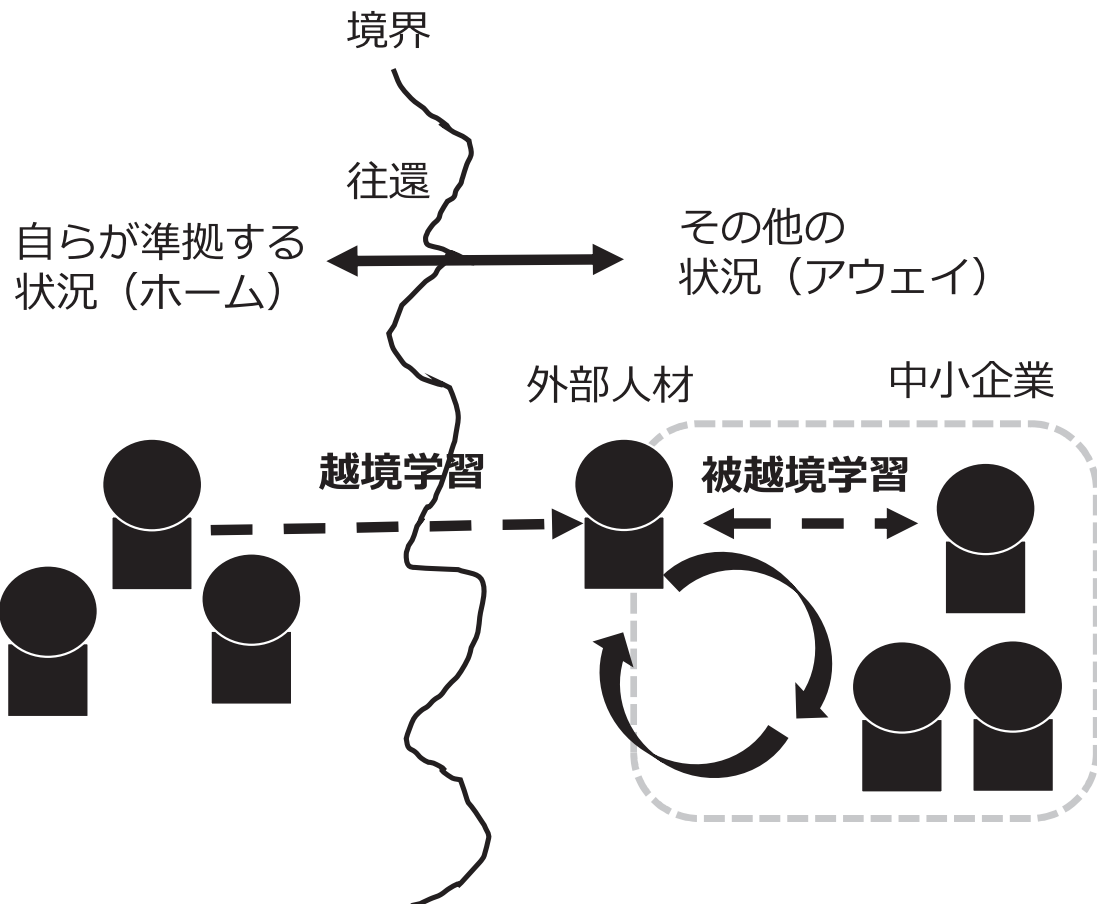 境界
往還
自らが準拠する
状況（ホーム）
その他の
状況（アウェイ）
外部人材
中小企業
越境学習
被越境学習